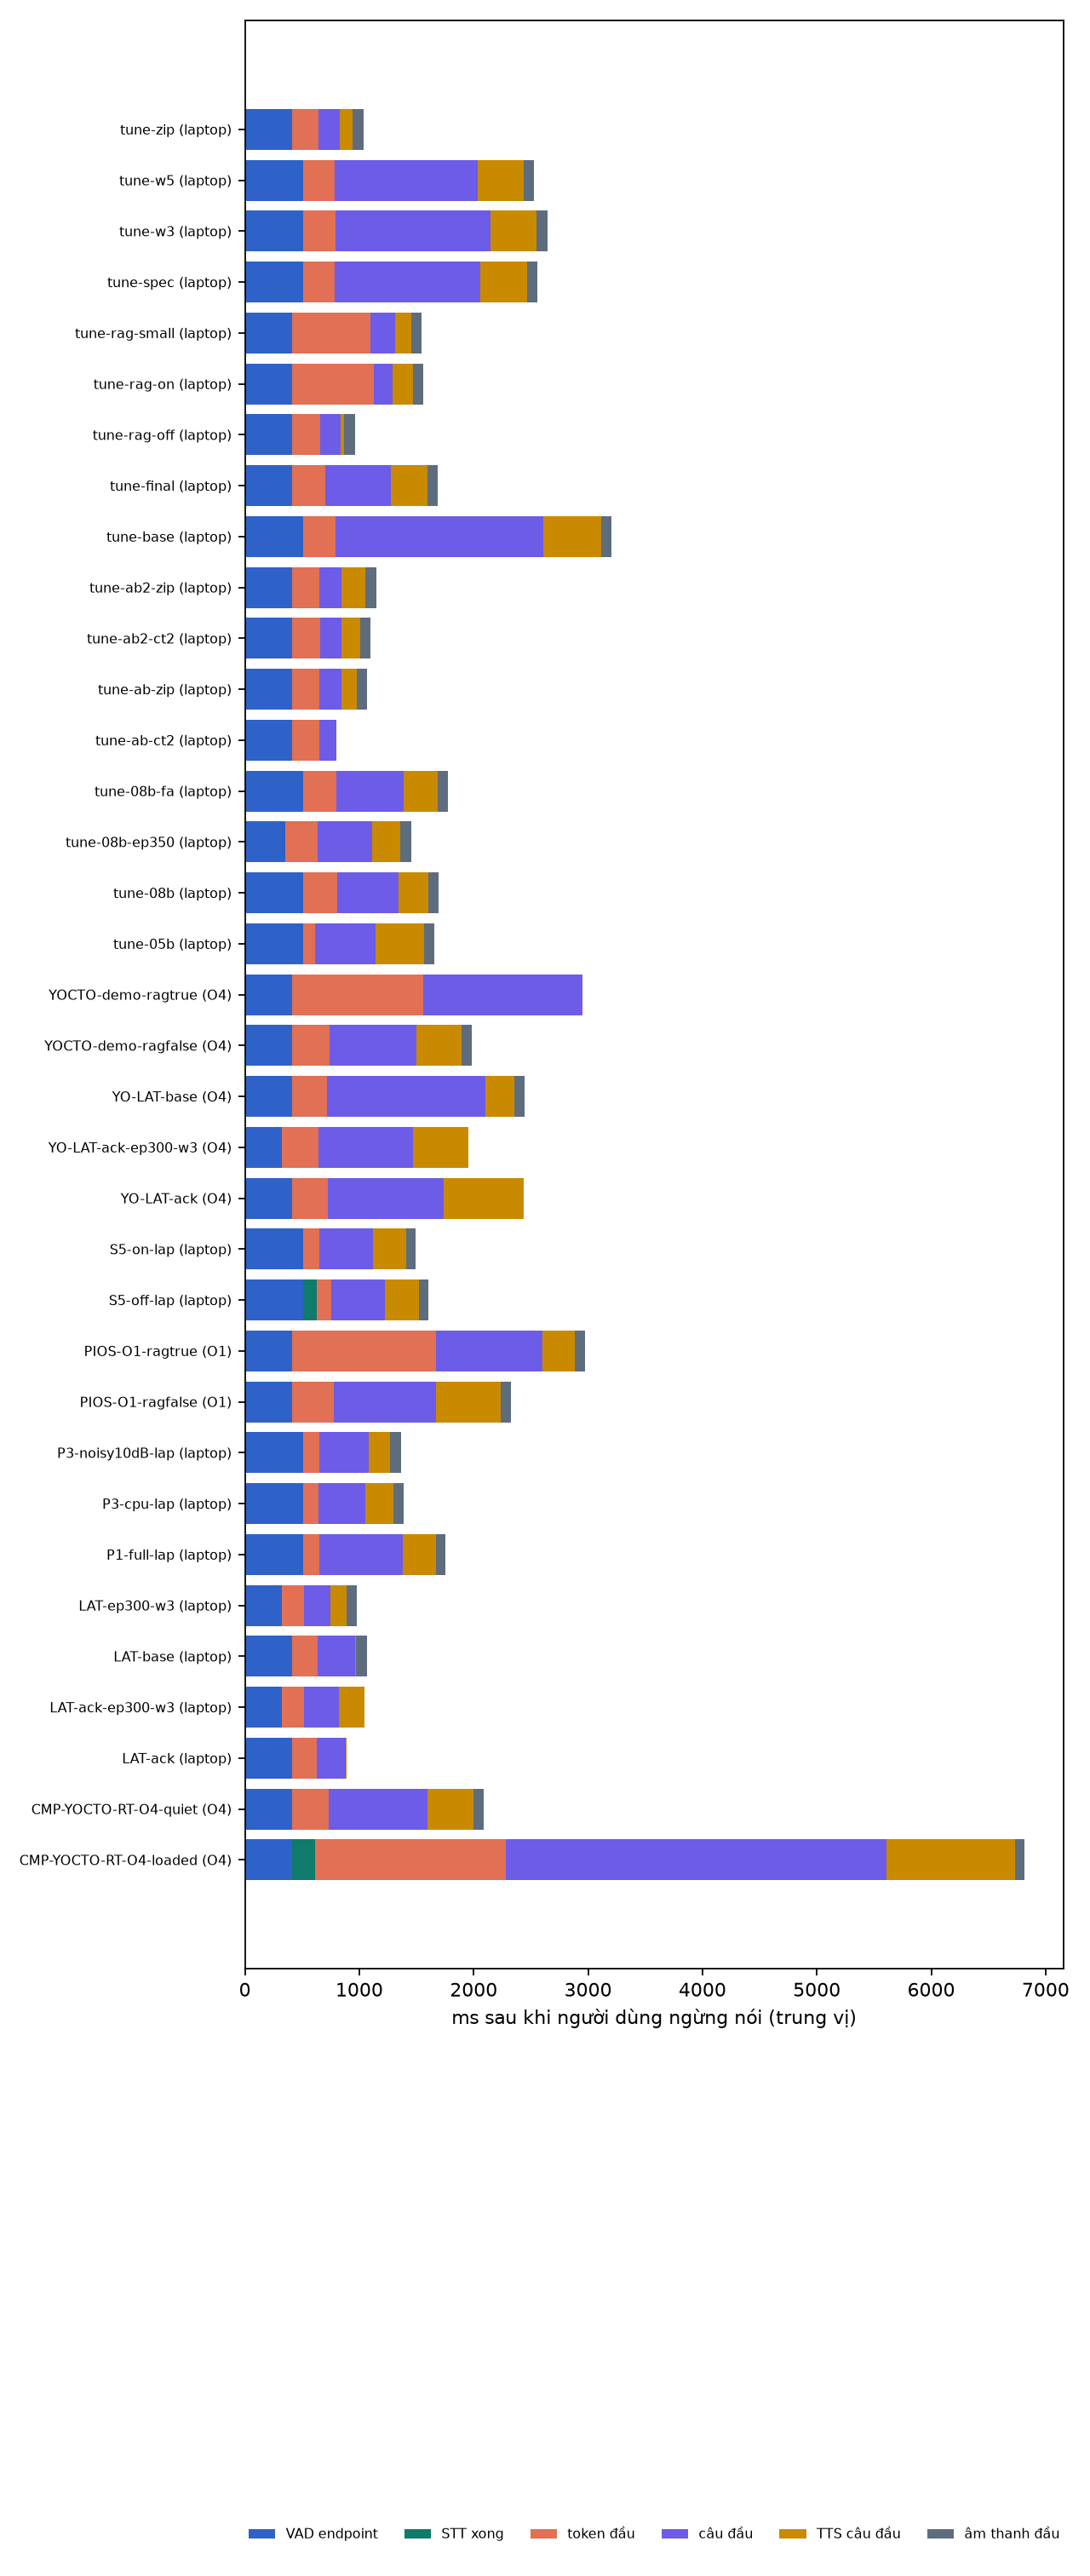 tune-zip (laptop)
tune-w5 (laptop)
tune-w3 (laptop)
tune-spec (laptop)
tune-rag-small (laptop)
tune-rag-on (laptop)
tune-rag-off (laptop)
tune-final (laptop)
tune-base (laptop)
tune-ab2-zip (laptop)
tune-ab2-ct2 (laptop)
tune-ab-zip (laptop)
tune-ab-ct2 (laptop)
tune-08b-fa (laptop)
tune-08b-ep350 (laptop)
tune-08b (laptop)
tune-05b (laptop)
YOCTO-demo-ragtrue (O4)
YOCTO-demo-ragfalse (O4)
YO-LAT-base (O4)
YO-LAT-ack-ep300-w3 (O4)
YO-LAT-ack (O4)
S5-on-lap (laptop)
S5-off-lap (laptop)
PIOS-O1-ragtrue (O1)
PIOS-O1-ragfalse (O1)
P3-noisy10dB-lap (laptop)
P3-cpu-lap (laptop)
P1-full-lap (laptop)
LAT-ep300-w3 (laptop)
LAT-base (laptop)
LAT-ack-ep300-w3 (laptop)
LAT-ack (laptop)
CMP-YOCTO-RT-O4-quiet (O4)
CMP-YOCTO-RT-O4-loaded (O4)
0 1000 2000 3000 4000 5000 6000 7000
ms sau khi người dùng ngừng nói (trung vị)
VAD endpoint STT xong token đầu câu đầu TTS câu đầu âm thanh đầu